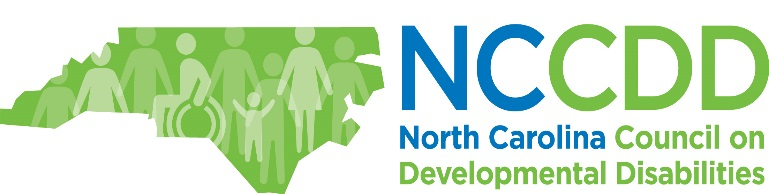 NCCDD
North Carolina Council on
Developmental Disabilities